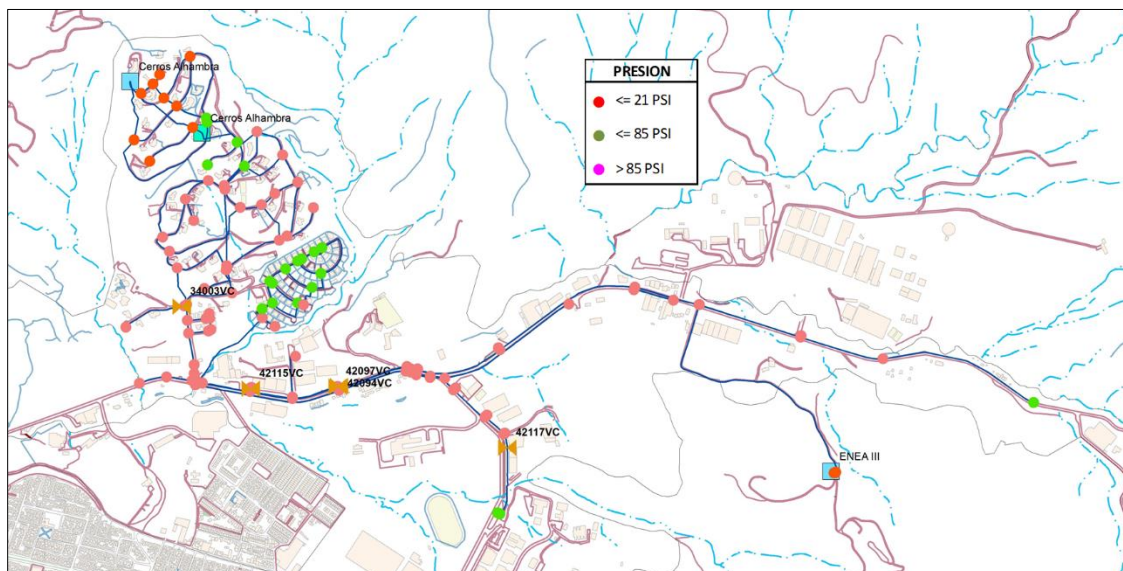 Cerros Alhambra
PRESION
<= 21 PSI
<= 85 PSI
> 85 PSI
Cerros Alhambra
34003VC
42115VC
42097VC
42094VC
42117VC
ENEA III